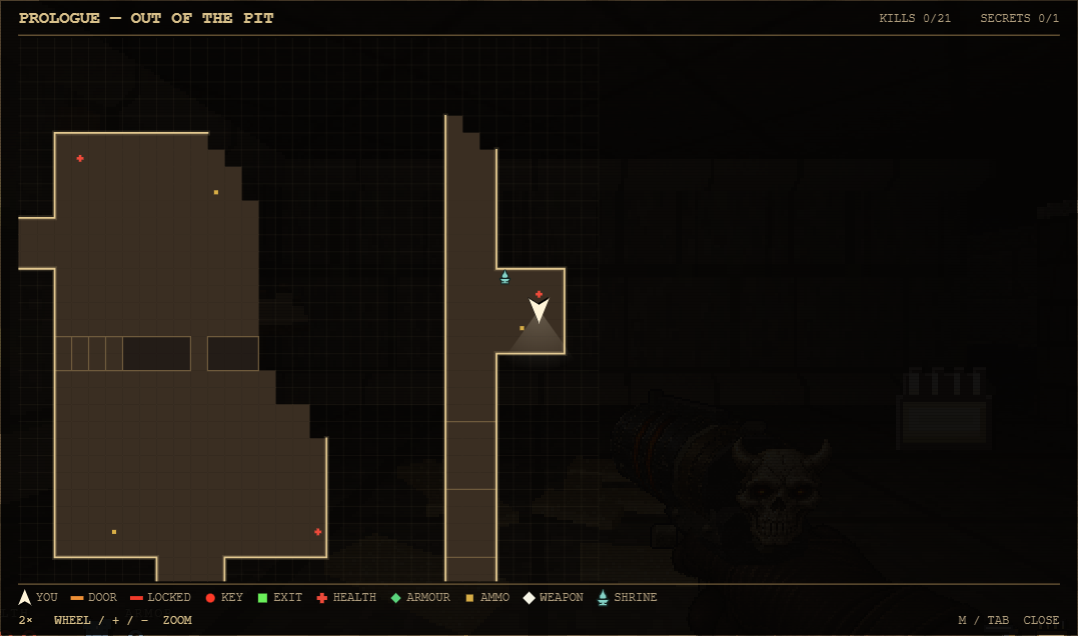 PROLOGUE — OUT OF THE PIT
KILLS 0/21 SECRETS 0/1
YOU DOOR LOCKED KEY EXIT HEALTH ARMOUR AMMO WEAPON SHRINE
2× WHEEL / + / − ZOOM
M / TAB CLOSE